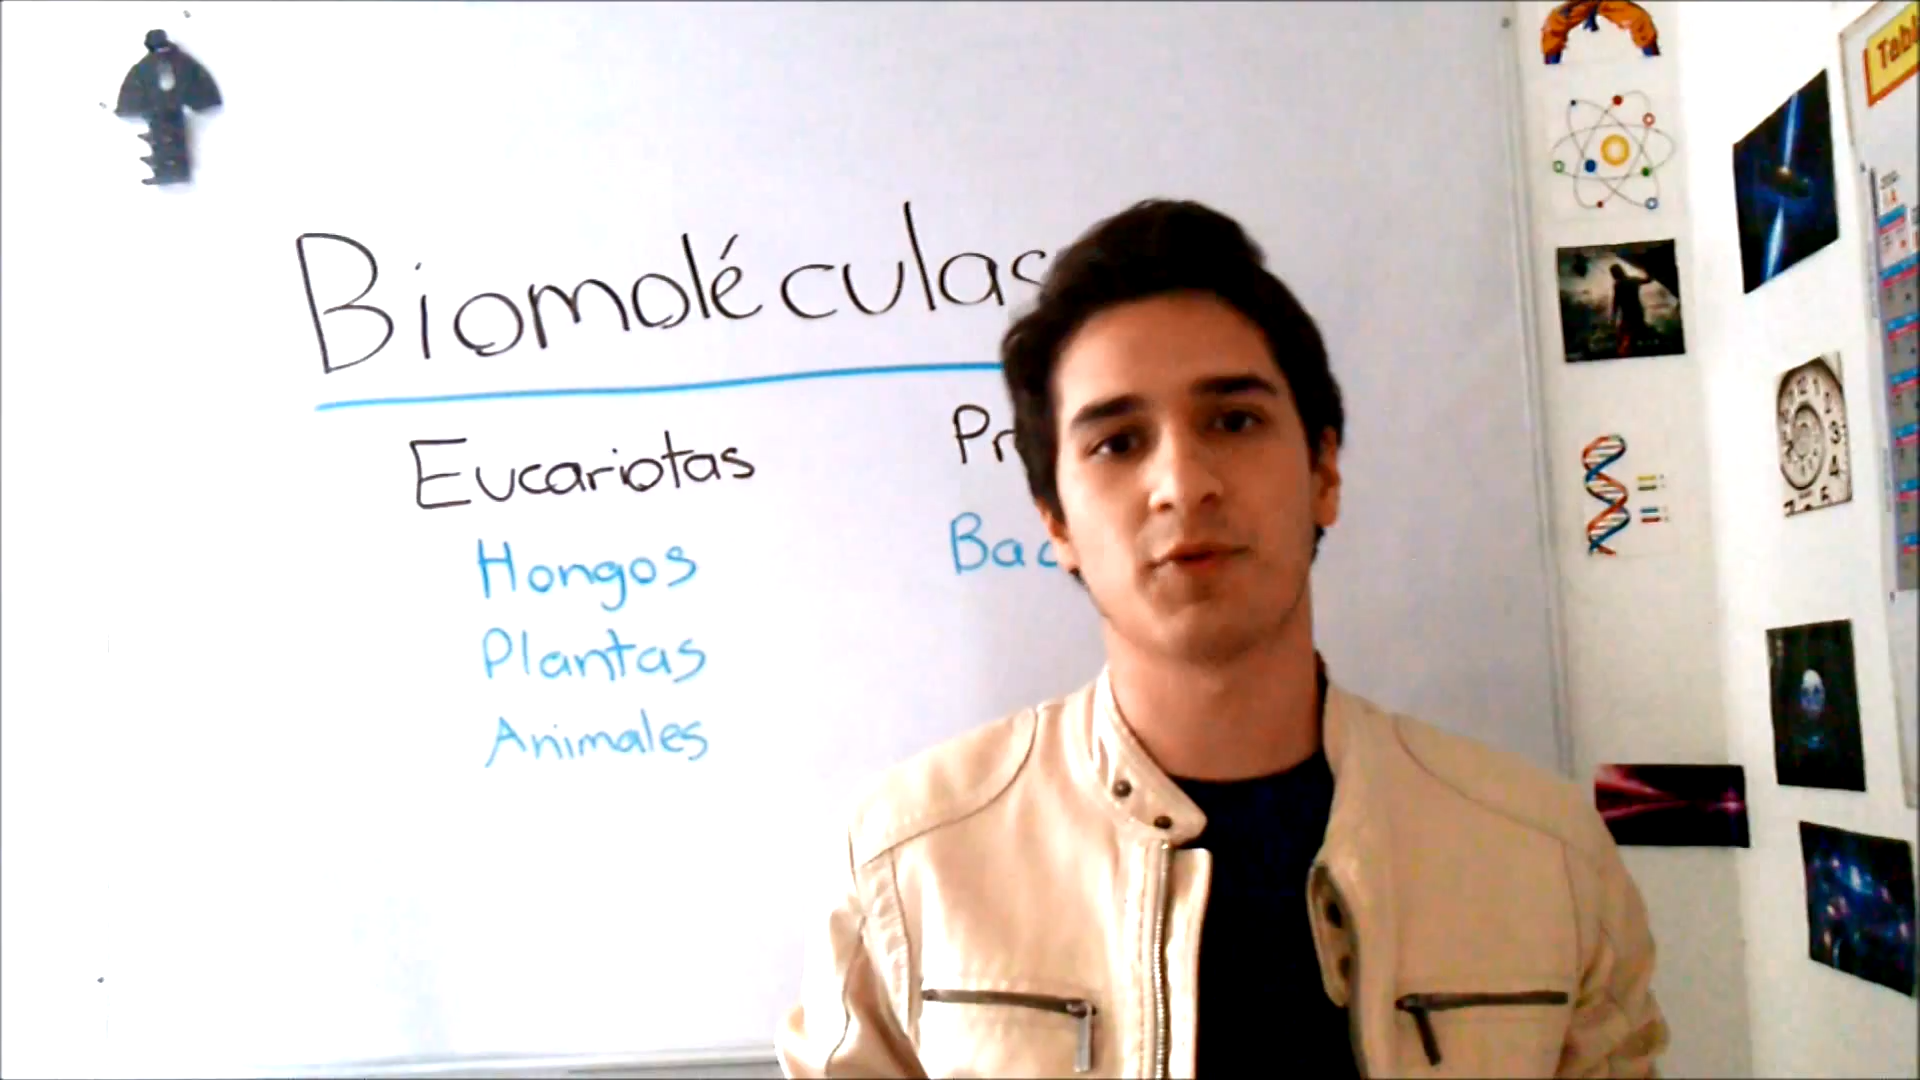 Biomoléculas
Eucariotas
Hongos
Plantas
Animales